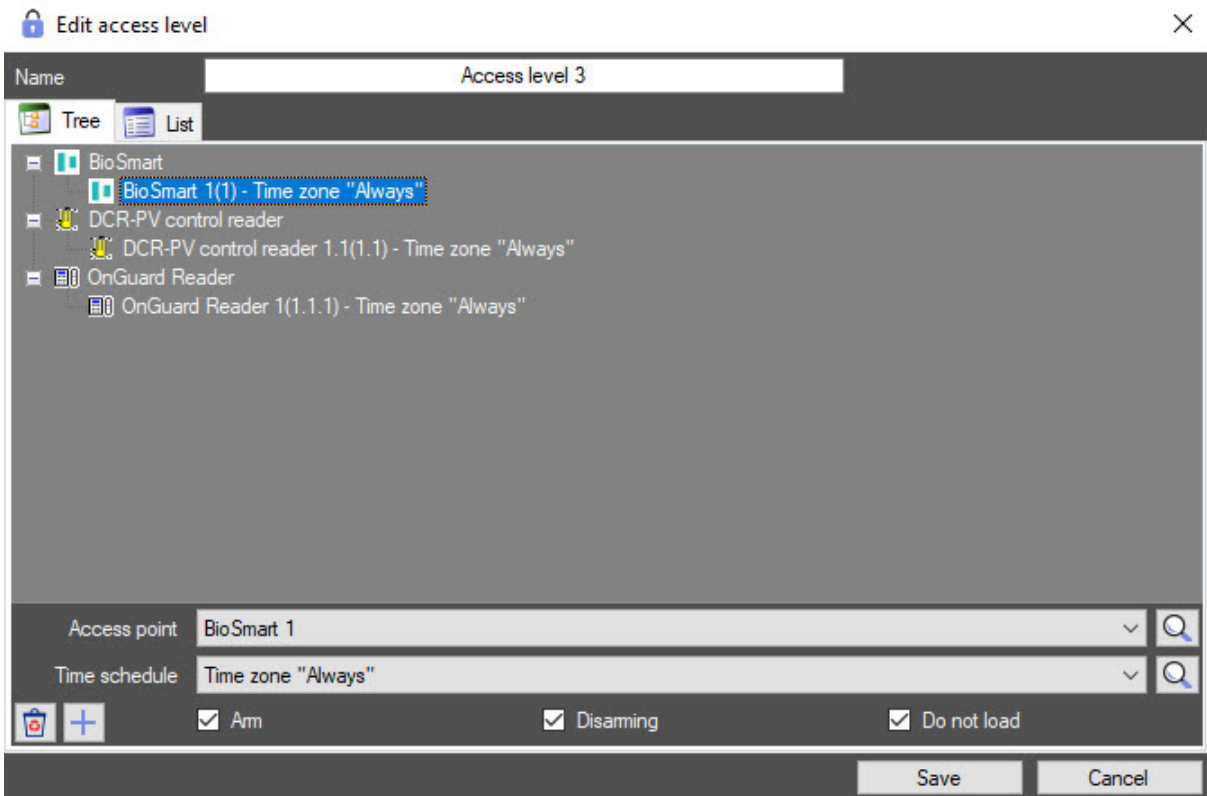 Edit access level
Name Access level 3
Tree List
BioSmart
BioSmart 1(1) - Time zone "Always"
DCR-PV control reader
DCR-PV control reader 1.1(1.1) - Time zone "Always"
OnGuard Reader
OnGuard Reader 1(1.1.1) - Time zone "Always"
Access point BioSmart 1
Time schedule Time zone "Always"
Arm Disarming Do not load
Save Cancel